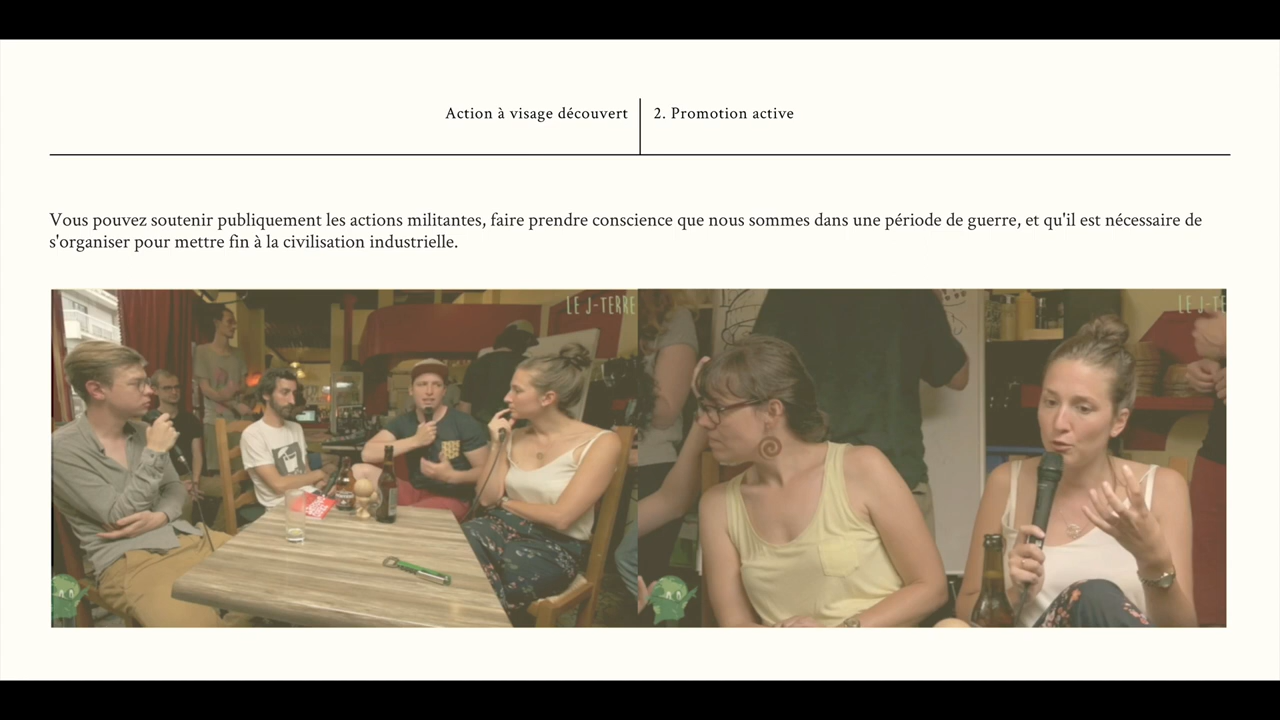 Action à visage découvert
2. Promotion active
Vous pouvez soutenir publiquement les actions militantes, faire prendre conscience que nous sommes dans une période de guerre, et qu'il est nécessaire de
s'organiser pour mettre fin à la civilisation industrielle.
LE J-TERRE
LE J-TE